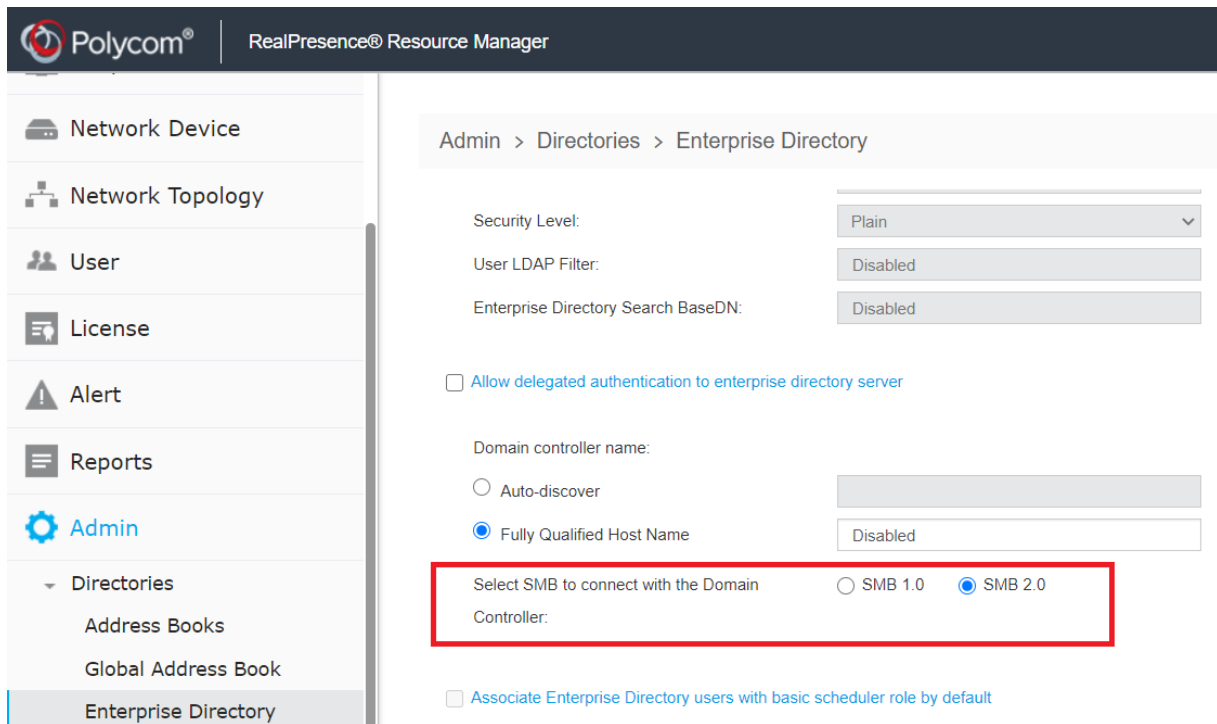 Polycom®
RealPresence® Resource Manager
Network Device
Network Topology
User
License
Alert
Reports
Admin
Directories
Address Books
Global Address Book
Enterprise Directory
Admin > Directories > Enterprise Directory
Security Level:
Plain
User LDAP Filter:
Disabled
Enterprise Directory Search BaseDN:
Disabled
Allow delegated authentication to enterprise directory server
Domain controller name:
Auto-discover
Fully Qualified Host Name
Disabled
Select SMB to connect with the Domain
Controller:
SMB 1.0
SMB 2.0
Associate Enterprise Directory users with basic scheduler role by default